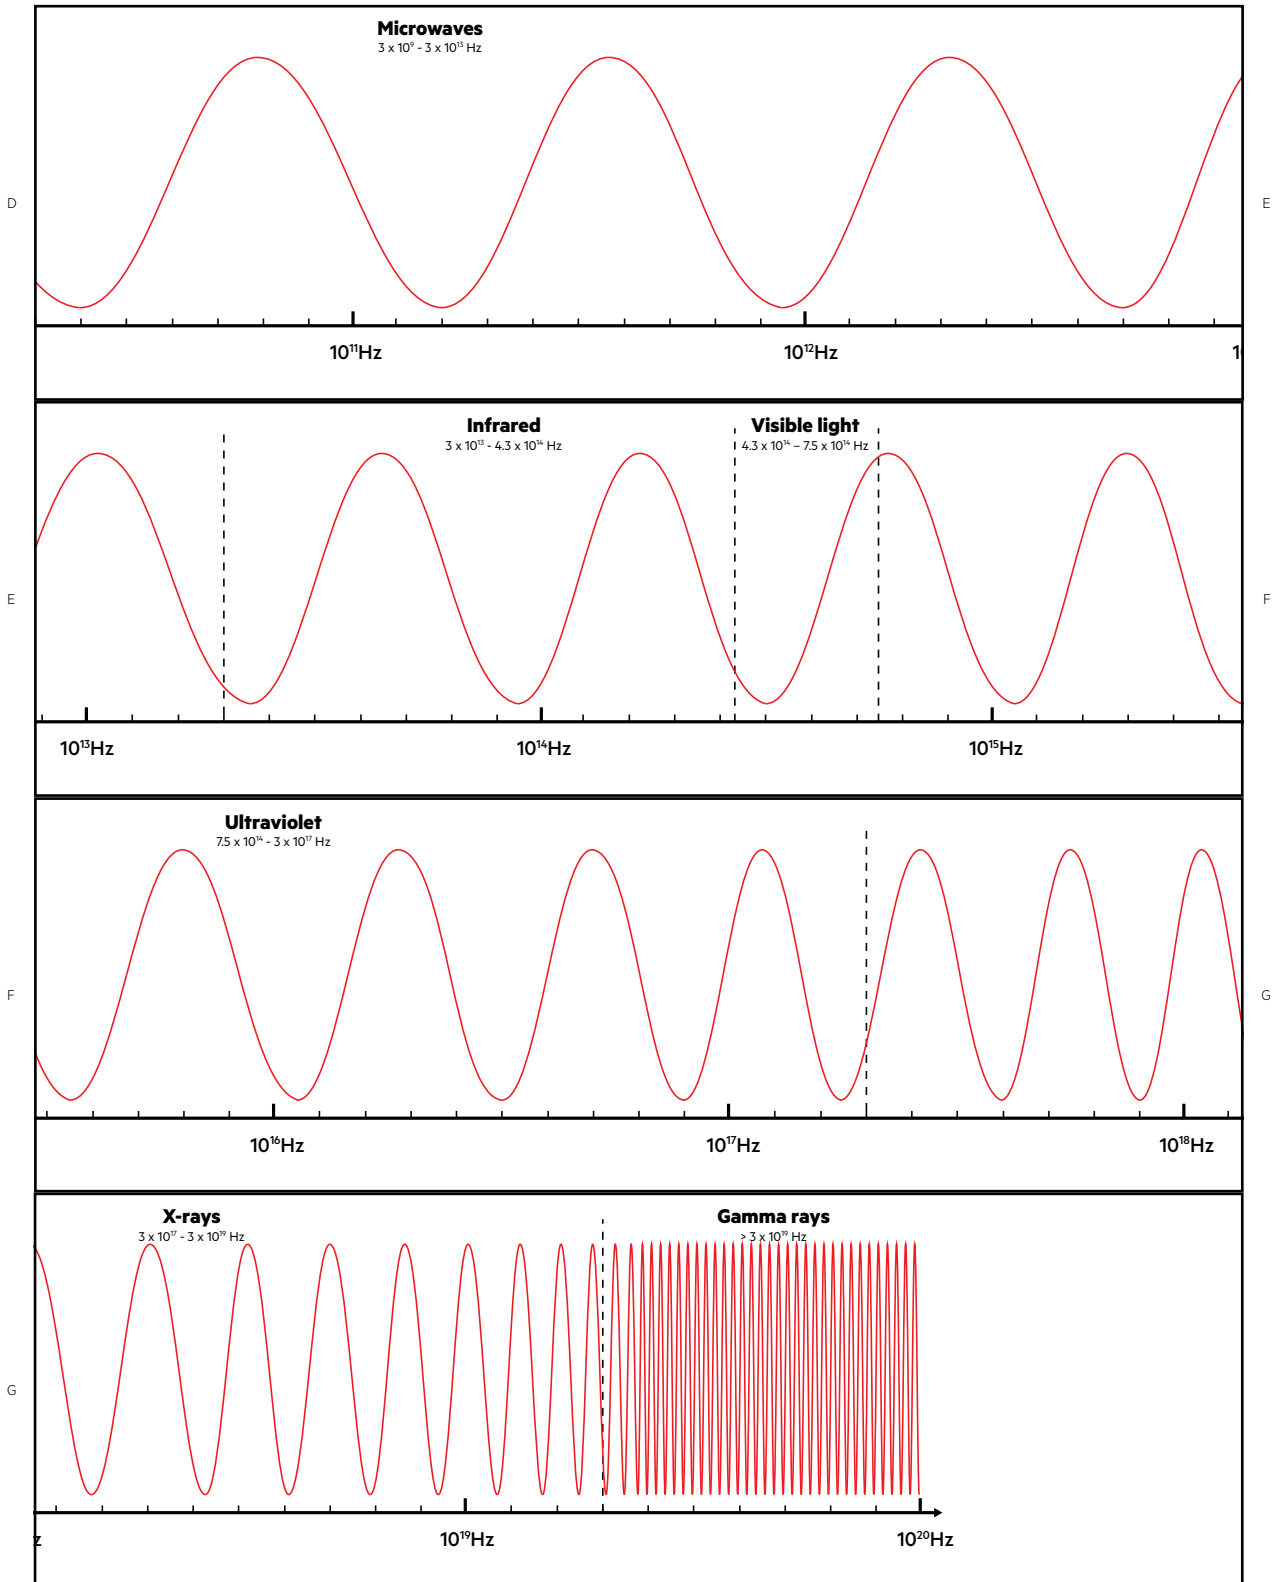 Microwaves
3 x 10⁹ - 3 x 10¹³ Hz
D
E
10¹¹Hz
10¹²Hz
1
Infrared
3 x 10¹³ - 4.3 x 10¹⁴ Hz
Visible light
4.3 x 10¹⁴ – 7.5 x 10¹⁴ Hz
E
F
10¹³Hz
10¹⁴Hz
10¹⁵Hz
Ultraviolet
7.5 x 10¹⁴ - 3 x 10¹⁷ Hz
F
G
10¹⁶Hz
10¹⁷Hz
10¹⁸Hz
X-rays
3 x 10¹⁷ - 3 x 10¹⁹ Hz
Gamma rays
> 3 x 10¹⁹ Hz
G
z
10¹⁹Hz
10²⁰Hz